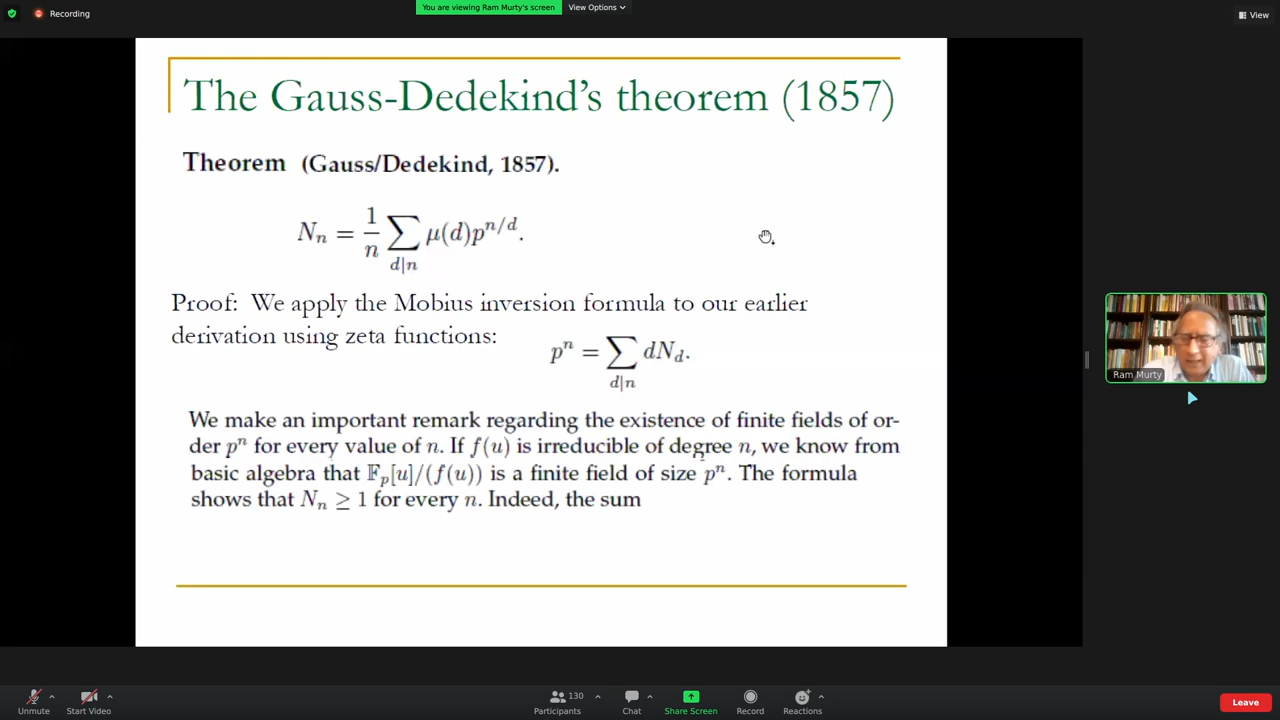 Recording
You are viewing Ram Murty's screen
View Options
View
The Gauss-Dedekind's theorem (1857)
Theorem (Gauss/Dedekind, 1857).
N_n = \frac{1}{n} \sum_{d|n} μ(d)p^{n/d}.
Proof: We apply the Mobius inversion formula to our earlier
derivation using zeta functions:
p^n = \sum_{d|n} dN_d.
We make an important remark regarding the existence of finite fields of or-
der p^n for every value of n. If f(u) is irreducible of degree n, we know from
basic algebra that 𝔽_p[u]/(f(u)) is a finite field of size p^n. The formula
shows that N_n ≥ 1 for every n. Indeed, the sum
Ram Murty
Unmute
Start Video
130
Participants
Chat
Share Screen
Record
Reactions
Leave